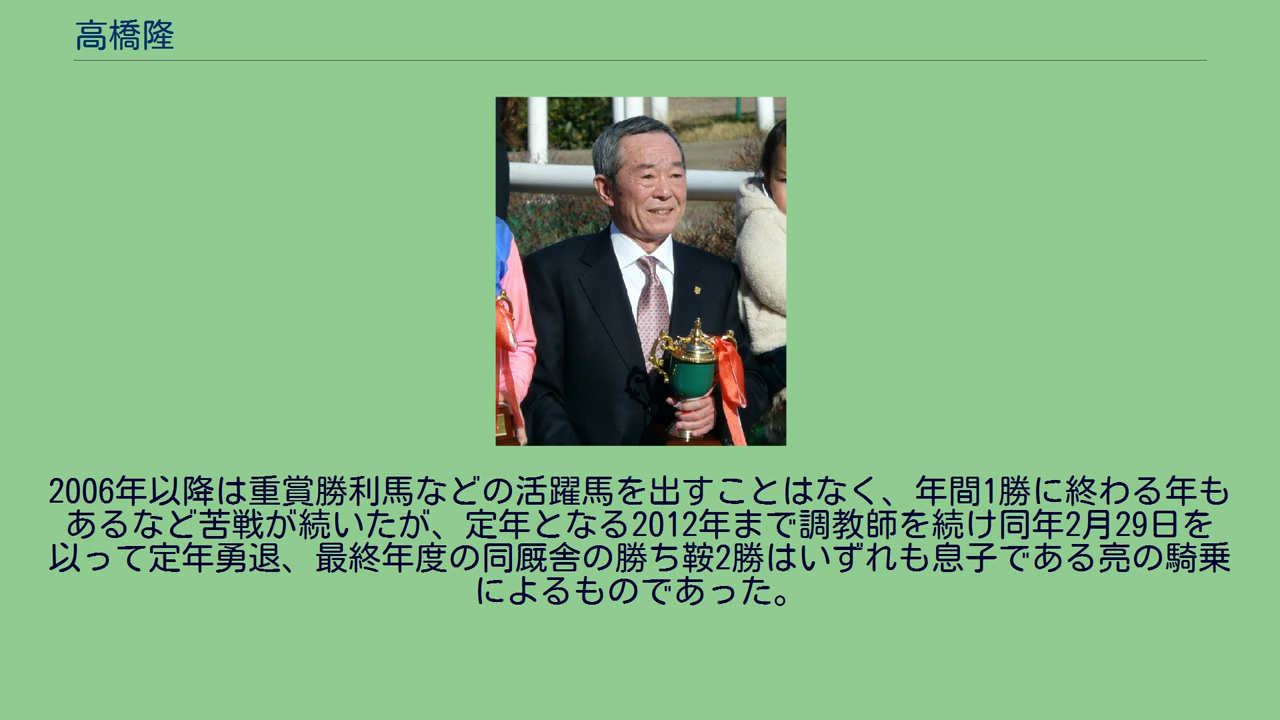 高橋隆
2006年以降は重賞勝利馬などの活躍馬を出すことはなく、年間1勝に終わる年も
あるなど苦戦が続いたが、定年となる2012年まで調教師を続け同年2月29日を
以って定年勇退、最終年度の同厩舎の勝ち鞍2勝はいずれも息子である亮の騎乗
によるものであった。